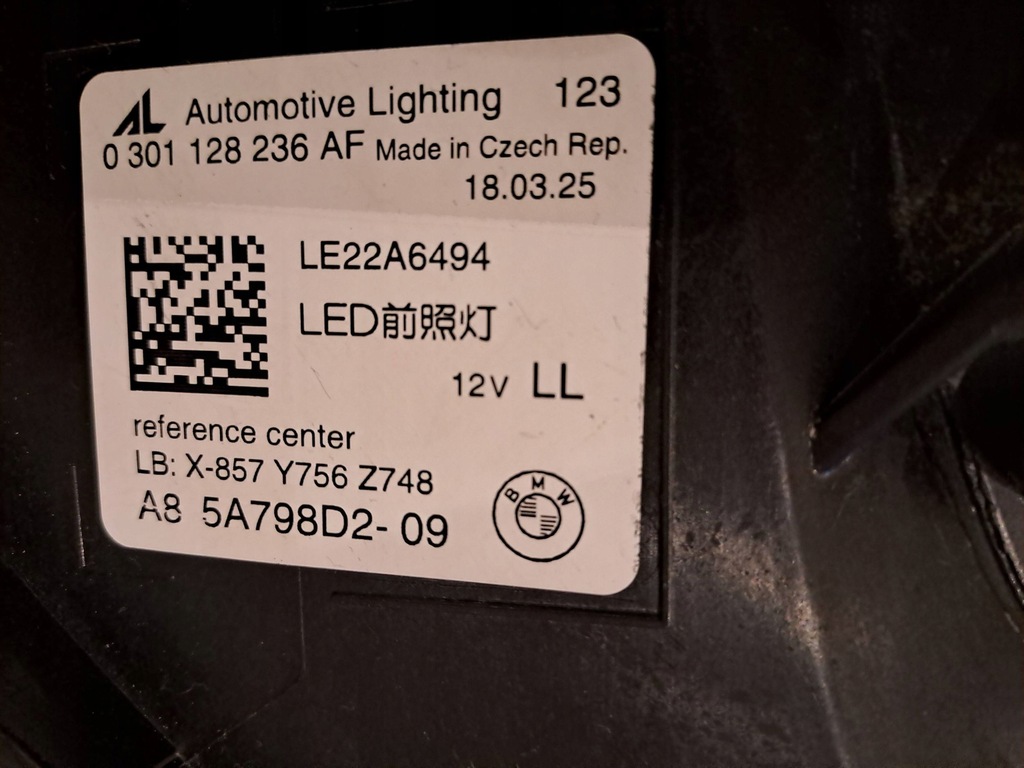 AL Automotive Lighting 123
0 301 128 236 AF Made in Czech Rep.
18.03.25
LE22A6494
LED前照灯
12V LL
reference center
LB: X-857 Y756 Z748
A8 5A798D2- 09
BMW